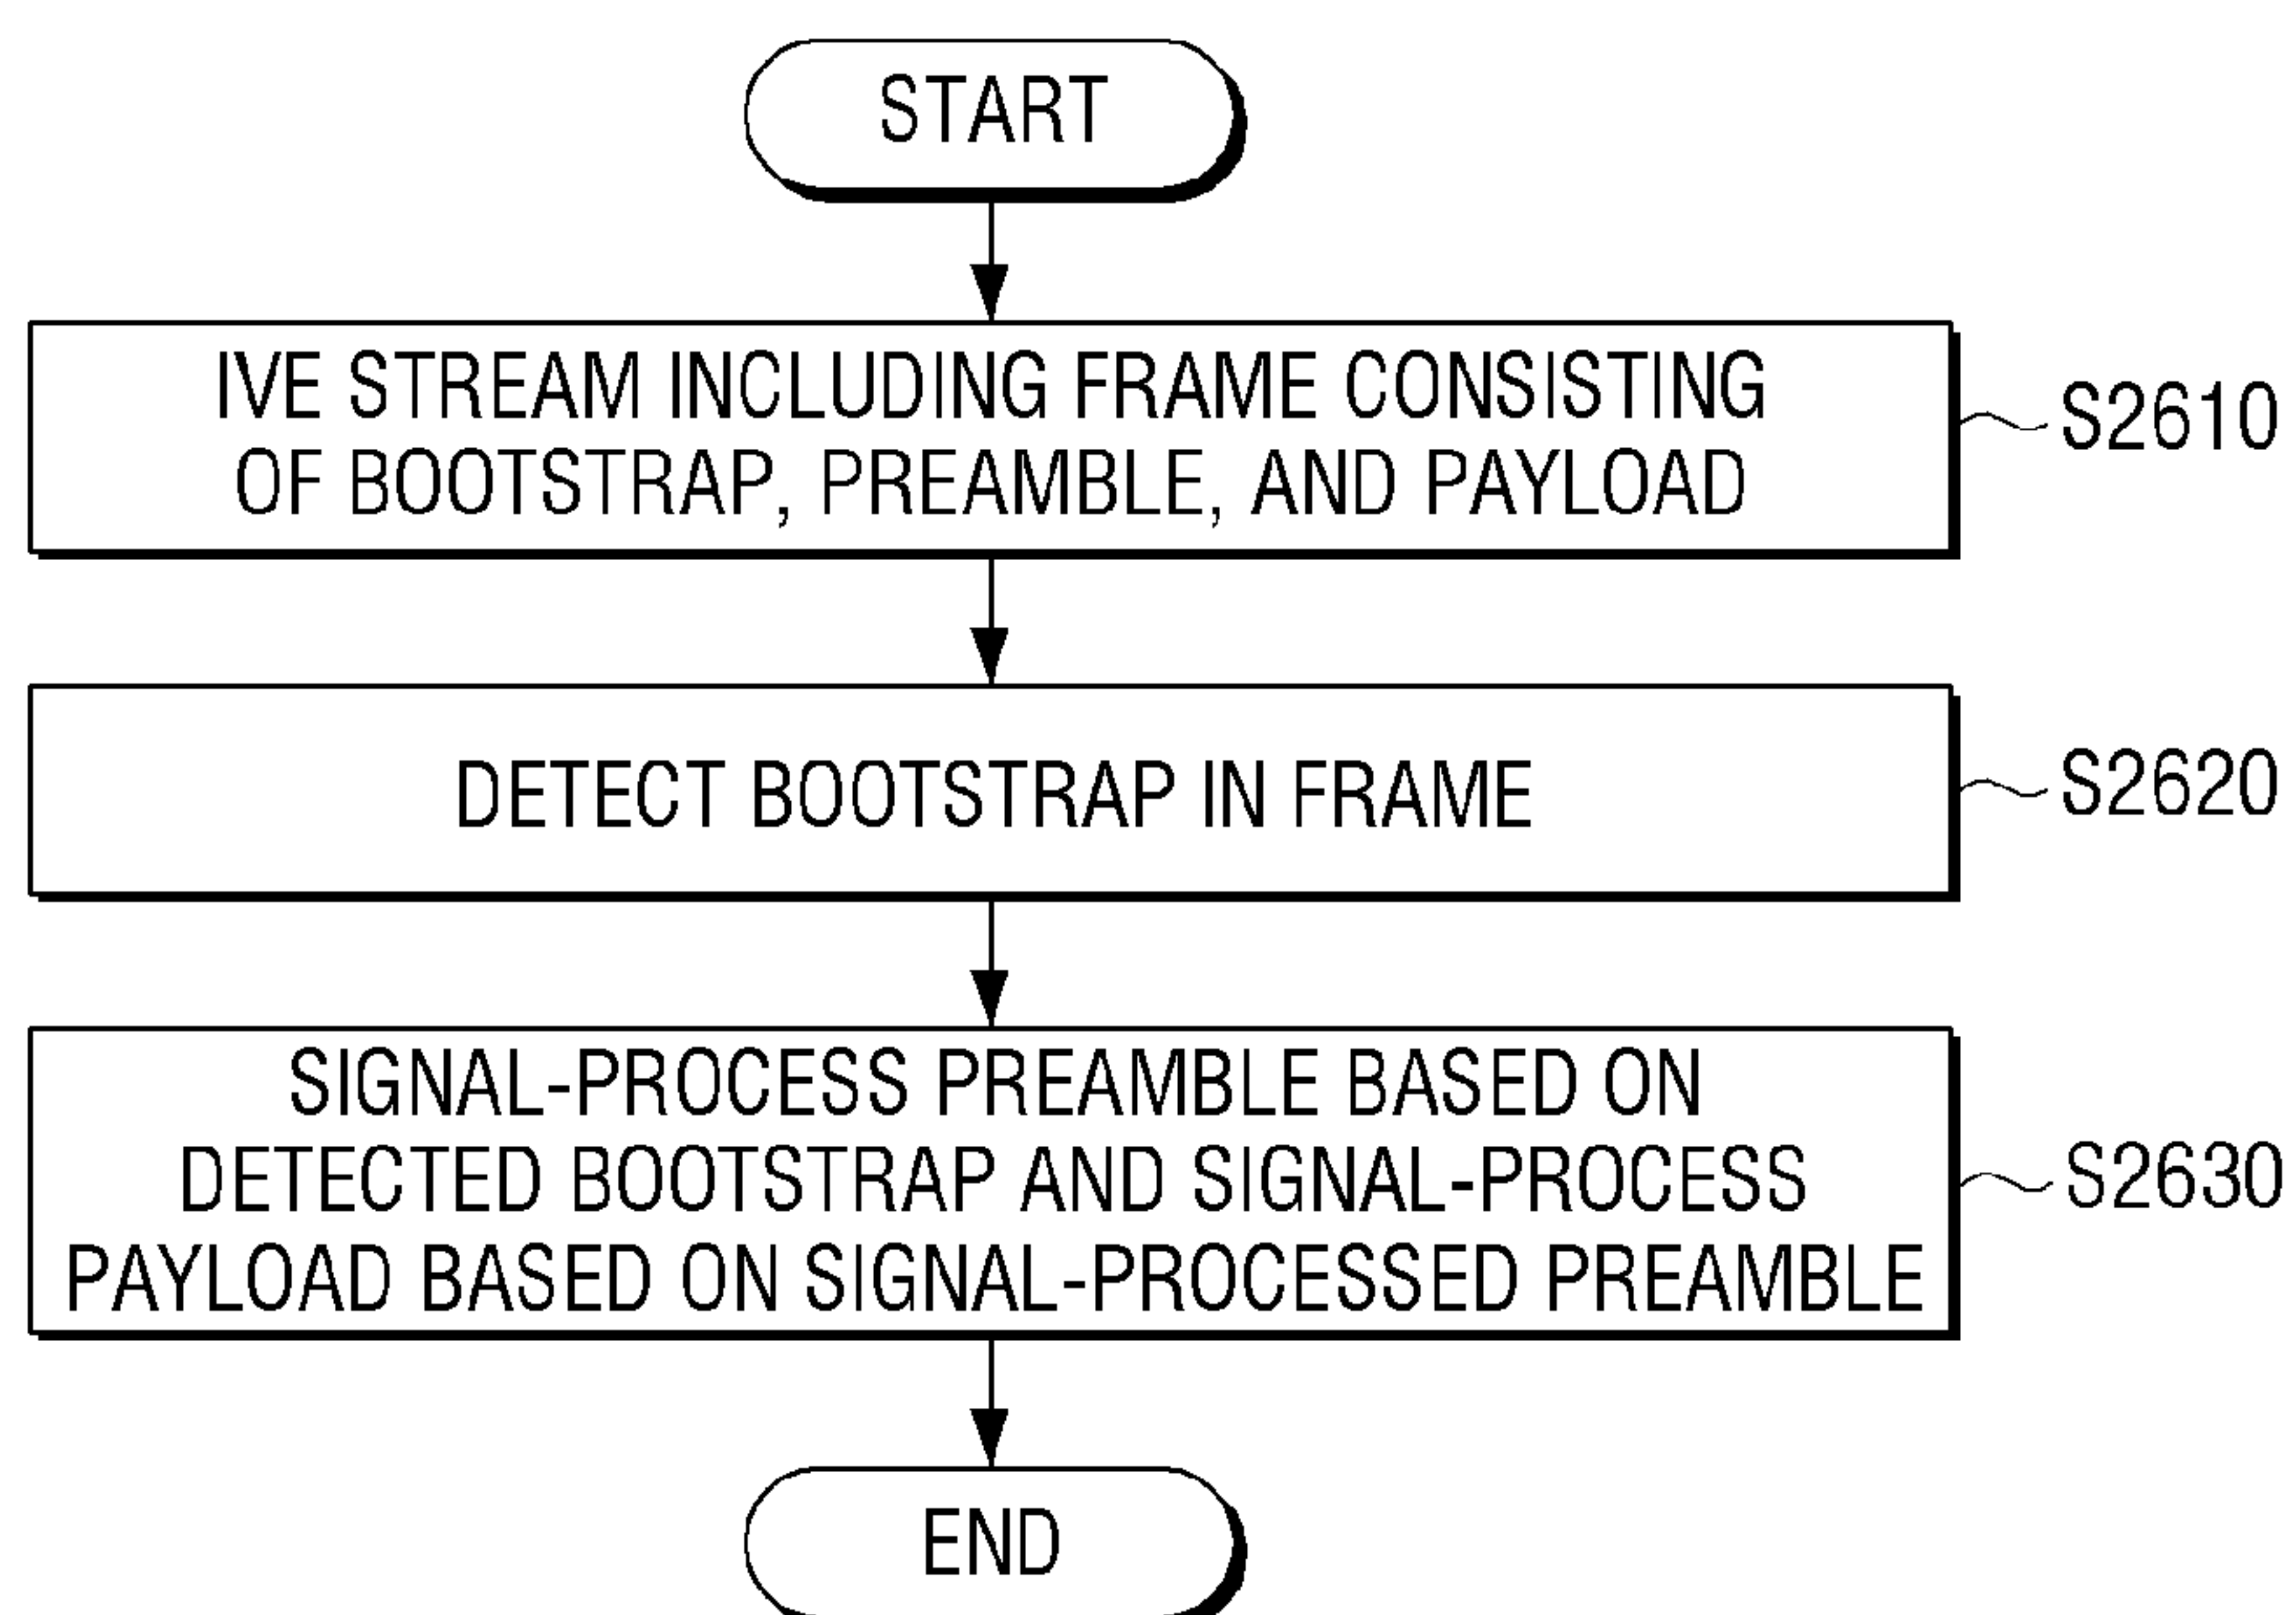 START
IVE STREAM INCLUDING FRAME CONSISTING
OF BOOTSTRAP, PREAMBLE, AND PAYLOAD
S2610
DETECT BOOTSTRAP IN FRAME
S2620
SIGNAL-PROCESS PREAMBLE BASED ON
DETECTED BOOTSTRAP AND SIGNAL-PROCESS
PAYLOAD BASED ON SIGNAL-PROCESSED PREAMBLE
S2630
END